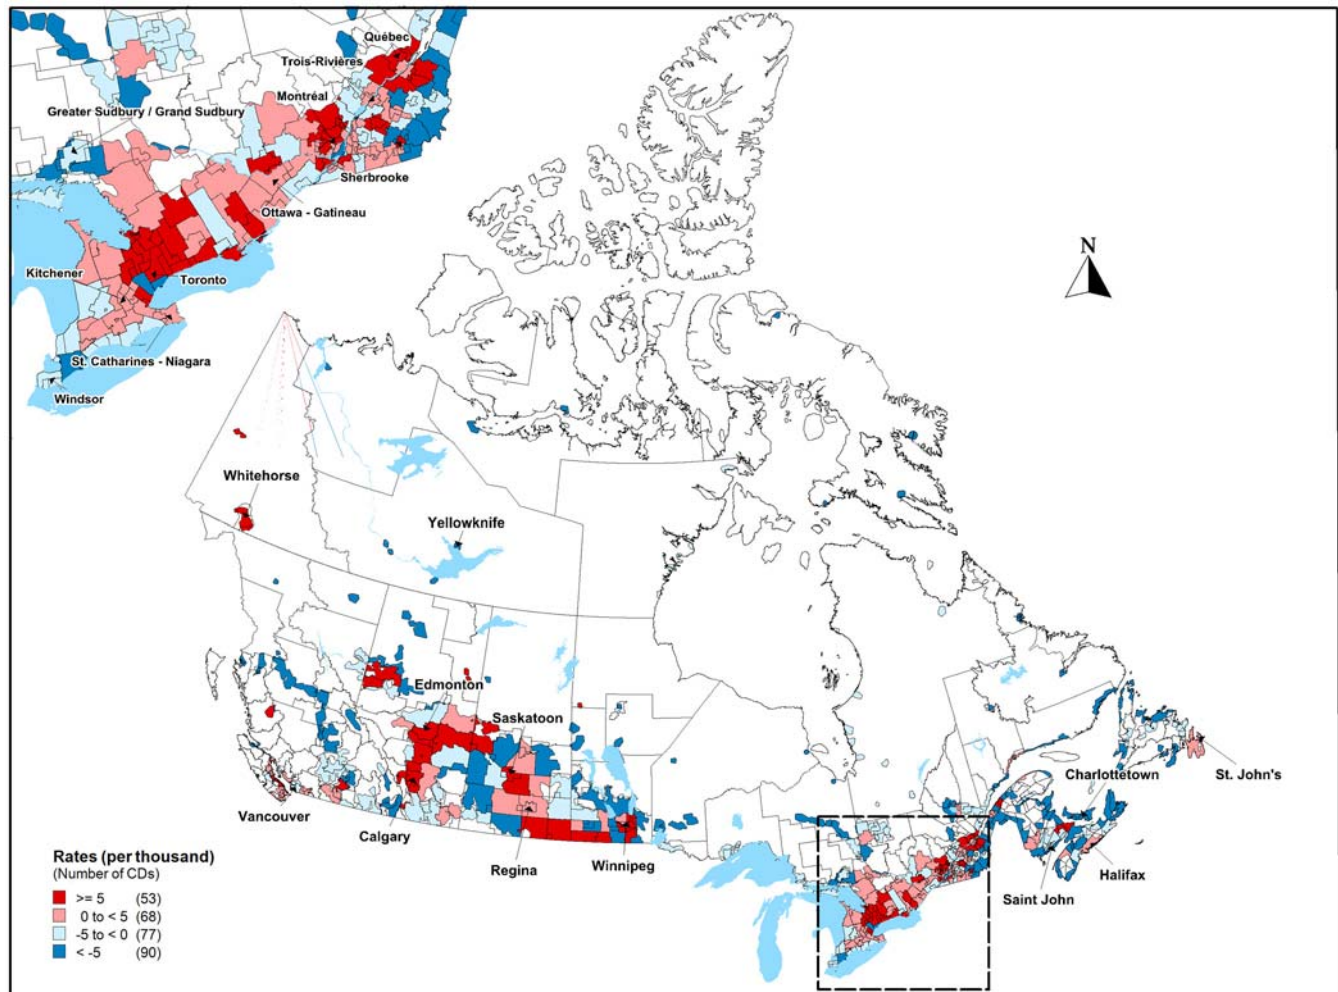 Québec
Trois-Rivières
Montréal
Greater Sudbury / Grand Sudbury
Sherbrooke
Ottawa - Gatineau
Kitchener
Toronto
St. Catharines - Niagara
Windsor
N
Whitehorse
Yellowknife
Edmonton
Saskatoon
Charlottetown
St. John's
Vancouver
Calgary
Regina
Winnipeg
Halifax
Saint John
Rates (per thousand)
(Number of CDs)
>= 5 (53)
0 to < 5 (68)
-5 to < 0 (77)
< -5 (90)